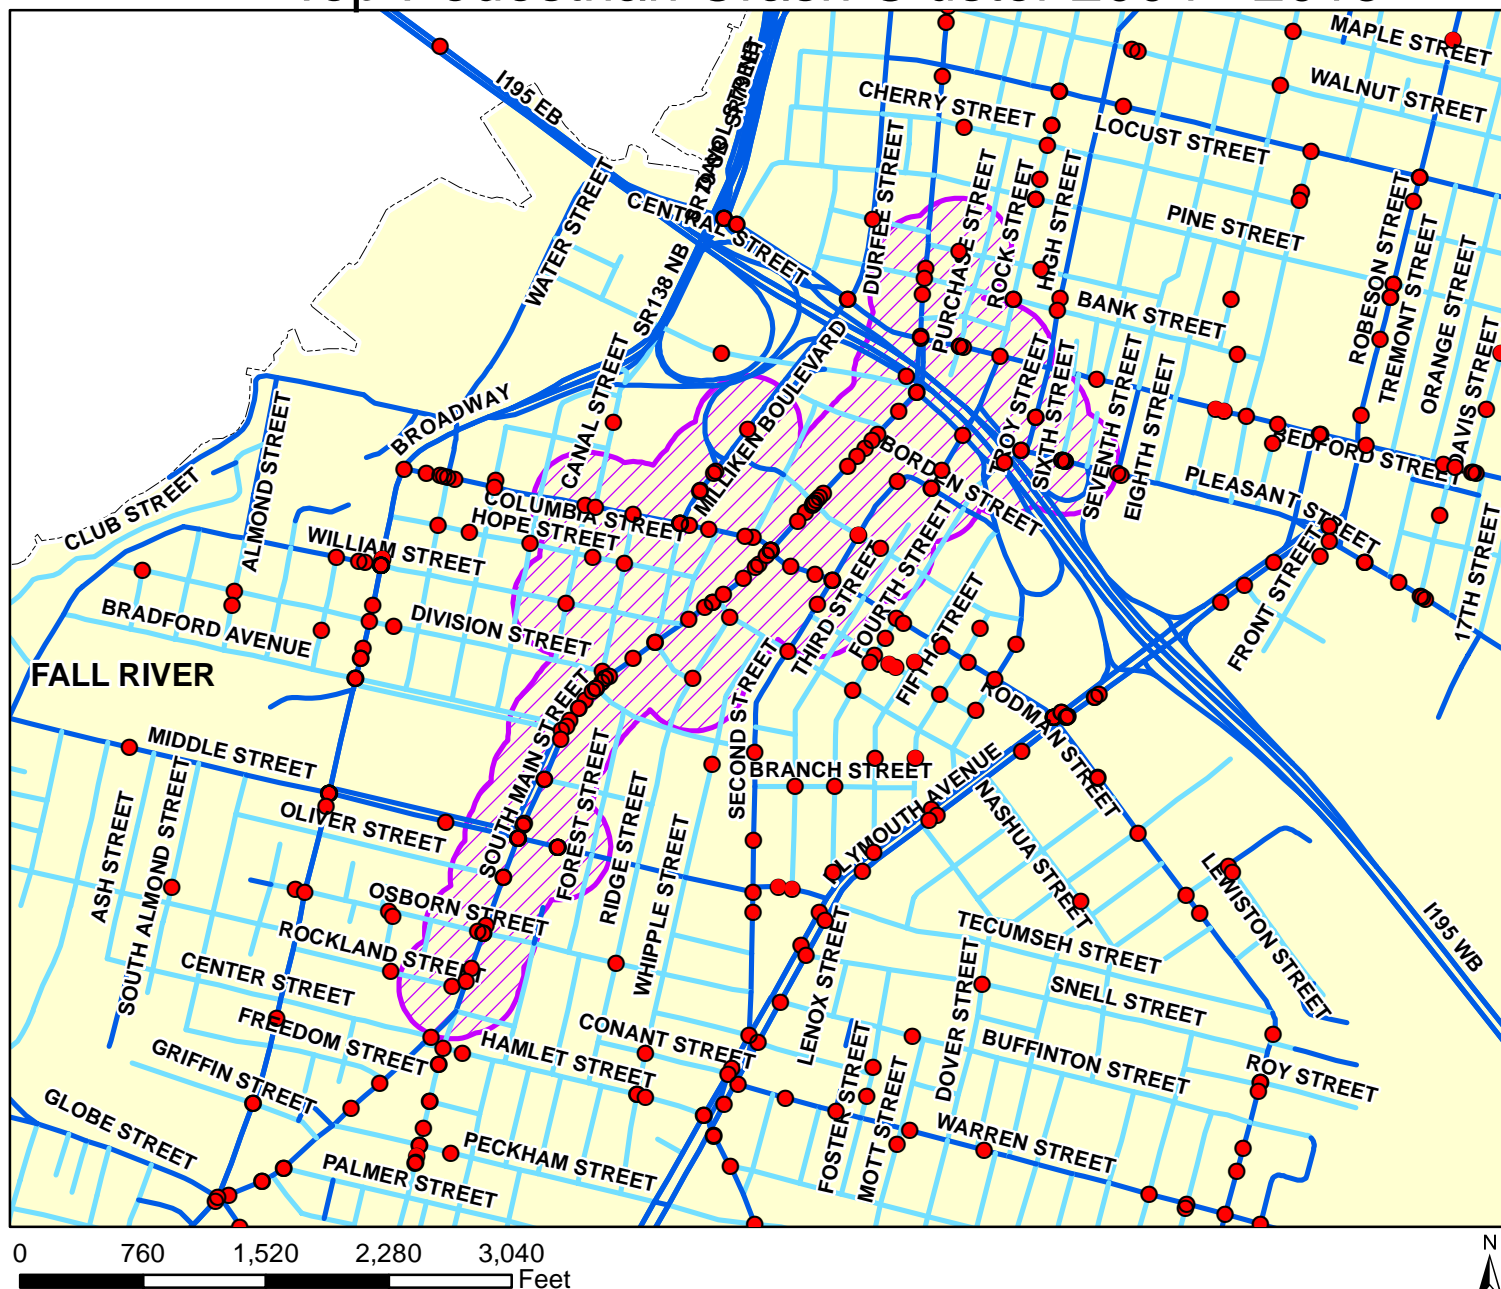 MAPLE STREET
WALNUT STREET
I195 EB
CHERRY STREET
LOCUST STREET
DURFEE STREET
PURCHASE STREET
ROCK STREET
HIGH STREET
PINE STREET
WATER STREET
CENTRAL STREET
SR138 NB
ROBESON STREET
TREMONT STREET
ORANGE STREET
DAVIS STREET
BANK STREET
MILLIKEN BOULEVARD
CANAL STREET
BROADWAY
TROY STREET
SIXTH STREET
SEVENTH STREET
EIGHTH STREET
BEDFORD STREET
PLEASANT STREET
BORDEN STREET
CLUB STREET
ALMOND STREET
COLUMBIA STREET
HOPE STREET
WILLIAM STREET
BRADFORD AVENUE
DIVISION STREET
THIRD STREET
FOURTH STREET
FIFTH STREET
FRONT STREET
17TH STREET
FALL RIVER
SECOND STREET
RODMAN STREET
MIDDLE STREET
SOUTH MAIN STREET
FOREST STREET
RIDGE STREET
WHIPPLE STREET
BRANCH STREET
PLYMOUTH AVENUE
NASHUA STREET
LEWISTON STREET
OLIVER STREET
ASH STREET
SOUTH ALMOND STREET
OSBORN STREET
ROCKLAND STREET
CENTER STREET
I195 WB
TECUMSEH STREET
SNELL STREET
LENOX STREET
DOVER STREET
FREEDOM STREET
GRIFFIN STREET
HAMLET STREET
CONANT STREET
BUFFINTON STREET
ROY STREET
FOSTER STREET
MOTT STREET
WARREN STREET
GLOBE STREET
PALMER STREET
PECKHAM STREET
0 760 1,520 2,280 3,040
Feet
N